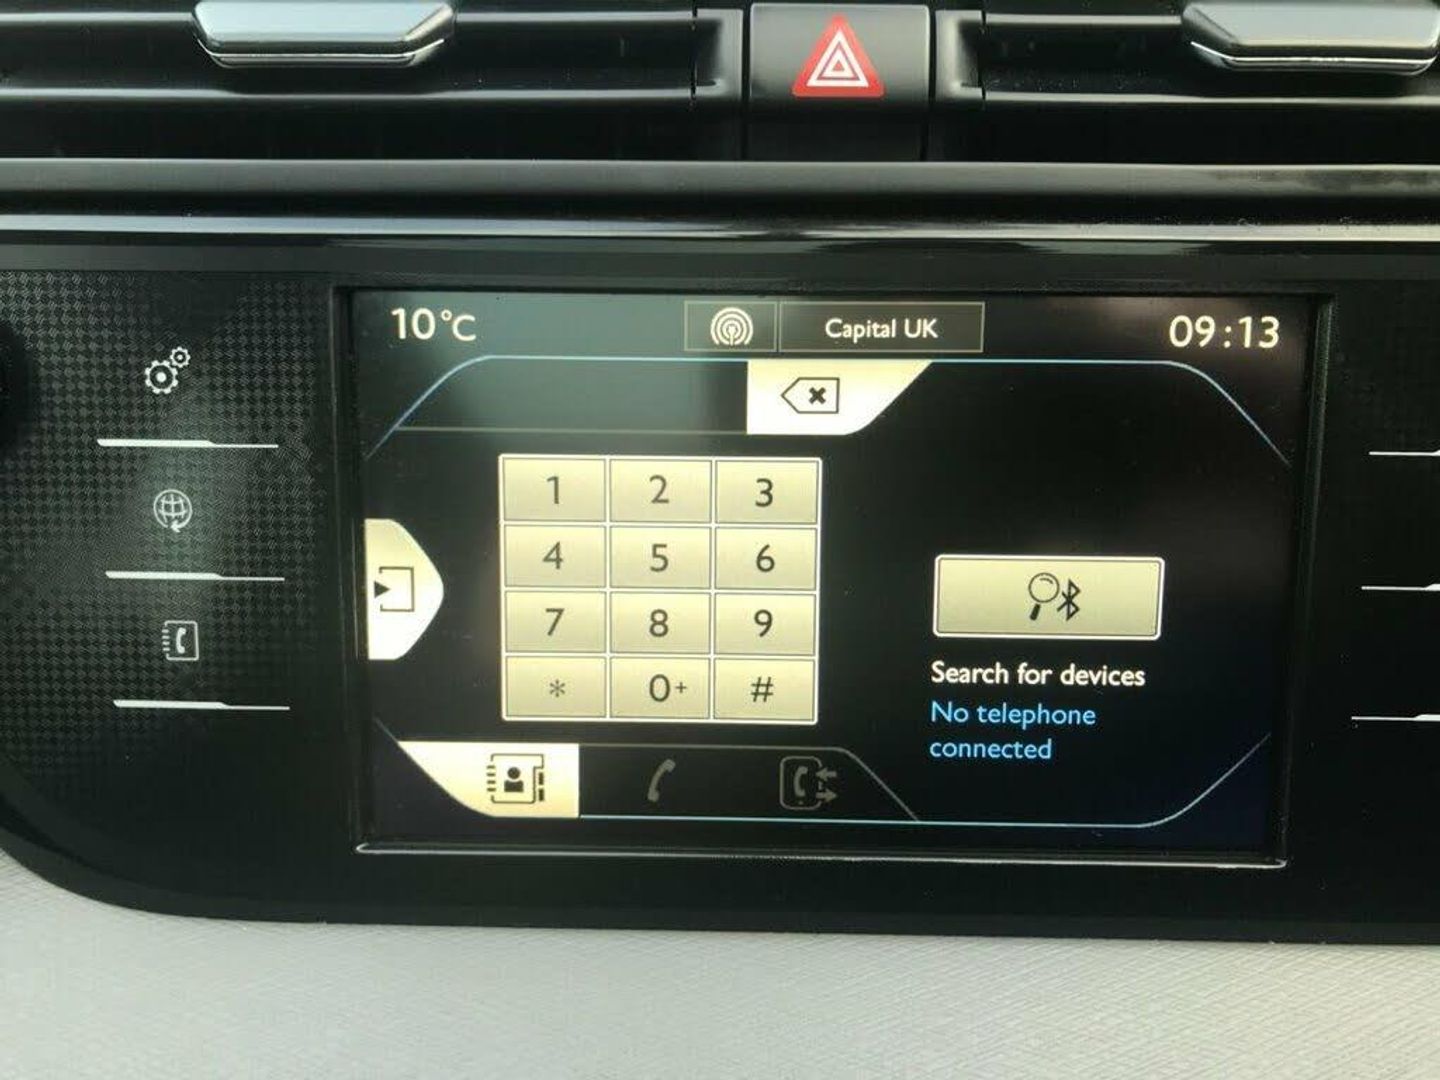 10°C
Capital UK
09:13
1 2 3
4 5 6
7 8 9
* 0+ #
Search for devices
No telephone
connected